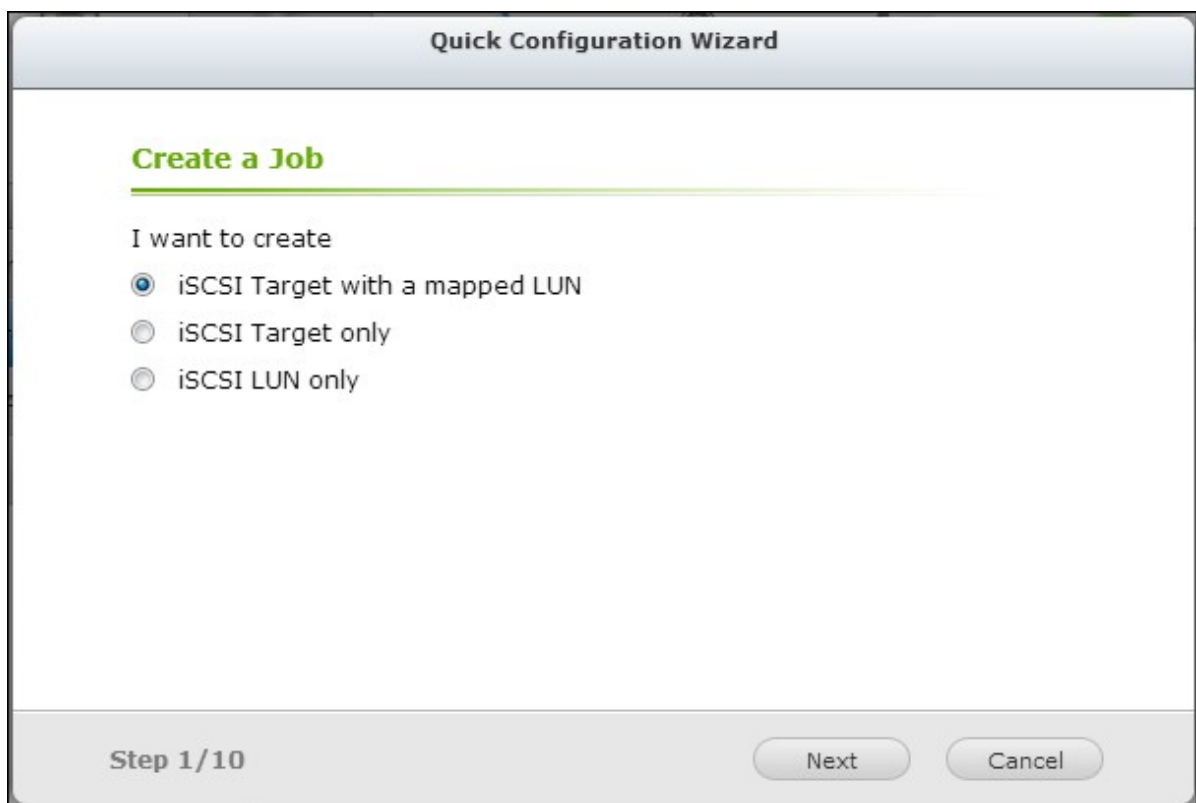 Quick Configuration Wizard
Create a Job
I want to create
iSCSI Target with a mapped LUN
iSCSI Target only
iSCSI LUN only
Step 1/10
Next
Cancel